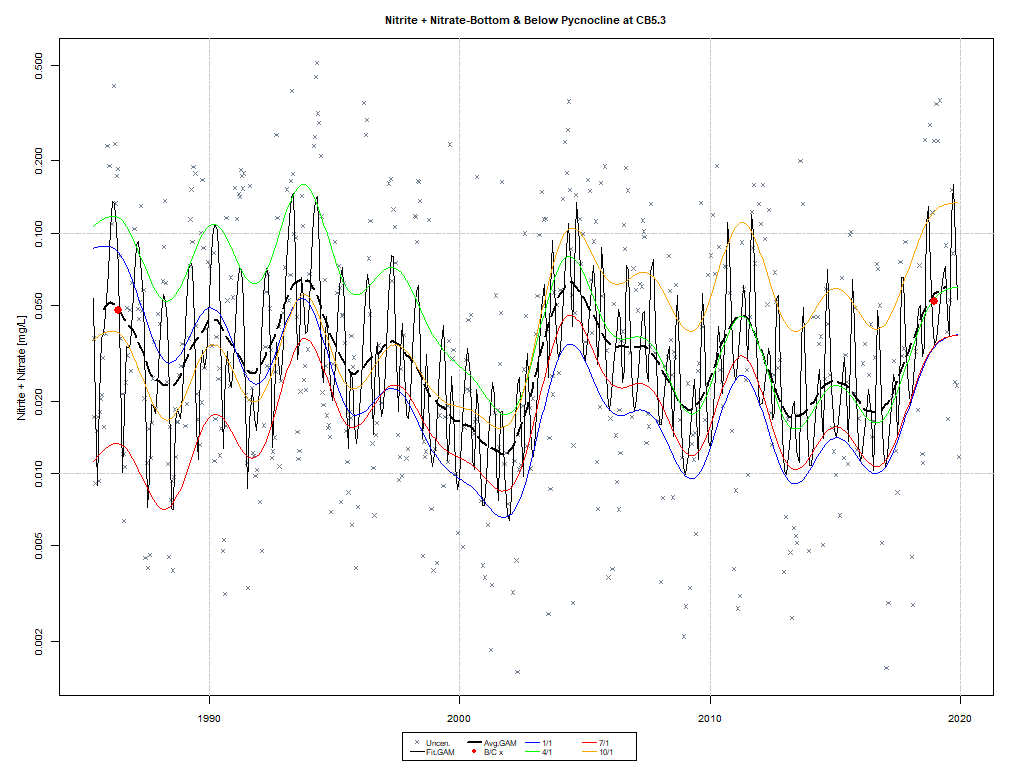 Nitrite + Nitrate-Bottom & Below Pycnocline at CB5.3
0.500
0.200
0.100
0.050
0.020
0.010
0.005
0.002
Nitrite + Nitrate [mg/L]
1990 2000 2010 2020
Uncen. Avg.GAM 1/1 7/1
Fit.GAM B/C x 4/1 10/1